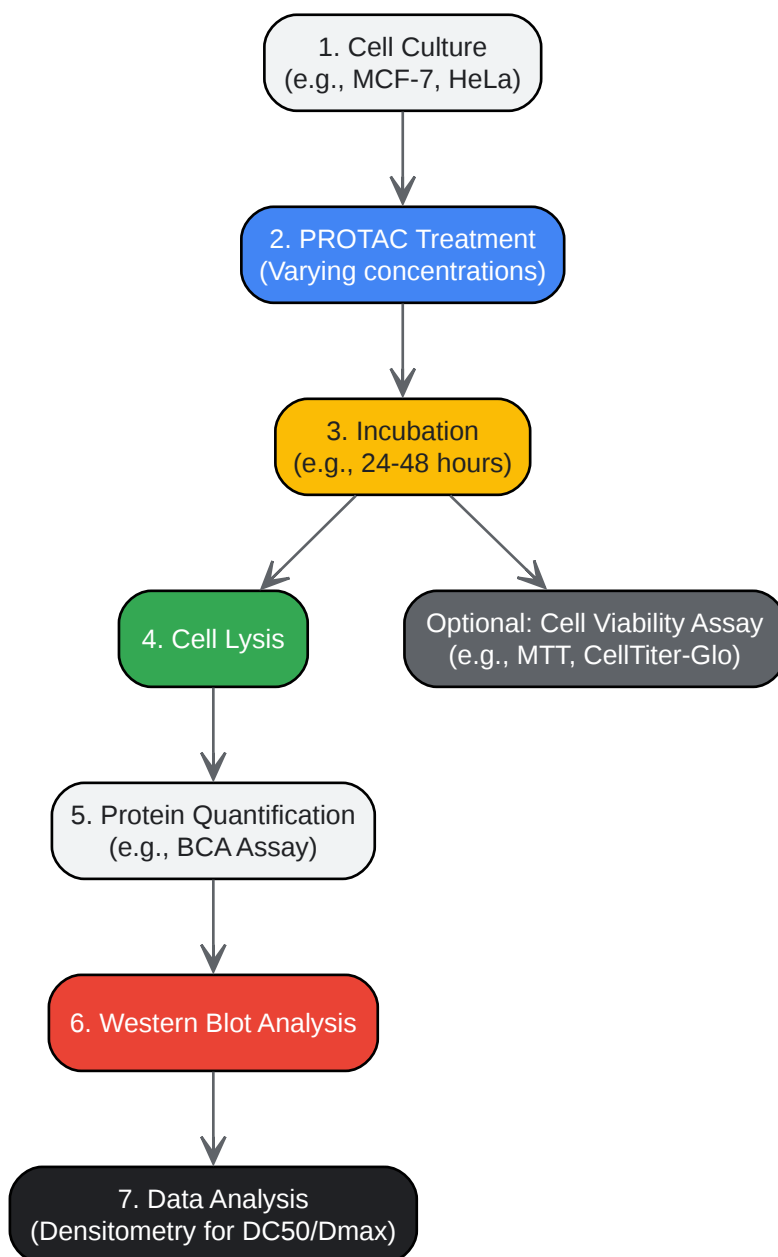 1. Cell Culture
(e.g., MCF-7, HeLa)
2. PROTAC Treatment
(Varying concentrations)
3. Incubation
(e.g., 24-48 hours)
4. Cell Lysis
Optional: Cell Viability Assay
(e.g., MTT, CellTiter-Glo)
5. Protein Quantification
(e.g., BCA Assay)
6. Western Blot Analysis
7. Data Analysis
(Densitometry for DC50/Dmax)